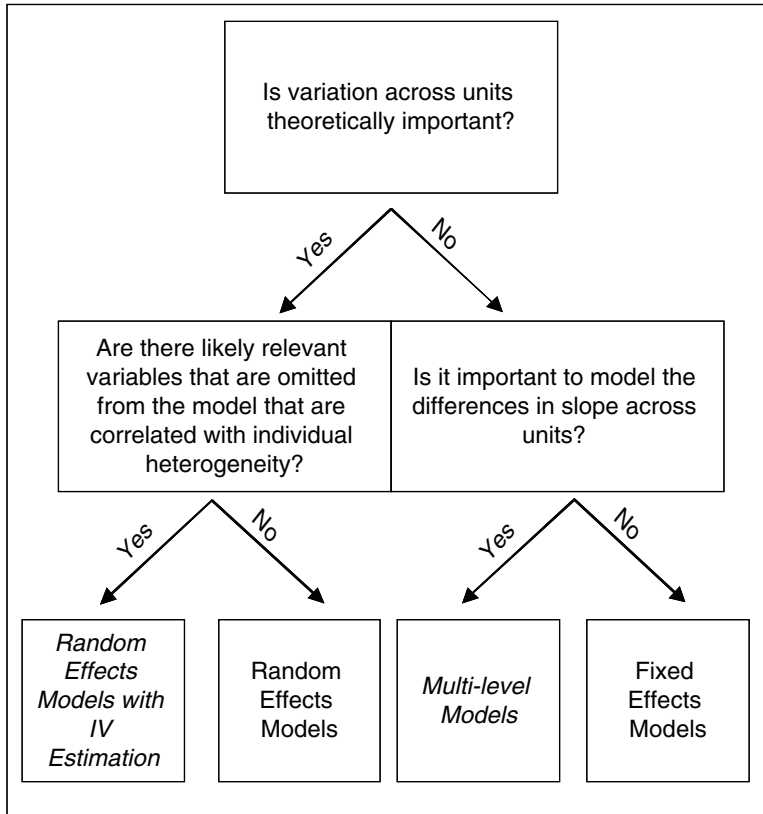 Is variation across units
theoretically important?
Yes
No
Are there likely relevant
variables that are omitted
from the model that are
correlated with individual
heterogeneity?
Is it important to model the
differences in slope across
units?
Yes
No
Yes
No
Random
Effects
Models with
IV
Estimation
Random
Effects
Models
Multi-level
Models
Fixed
Effects
Models